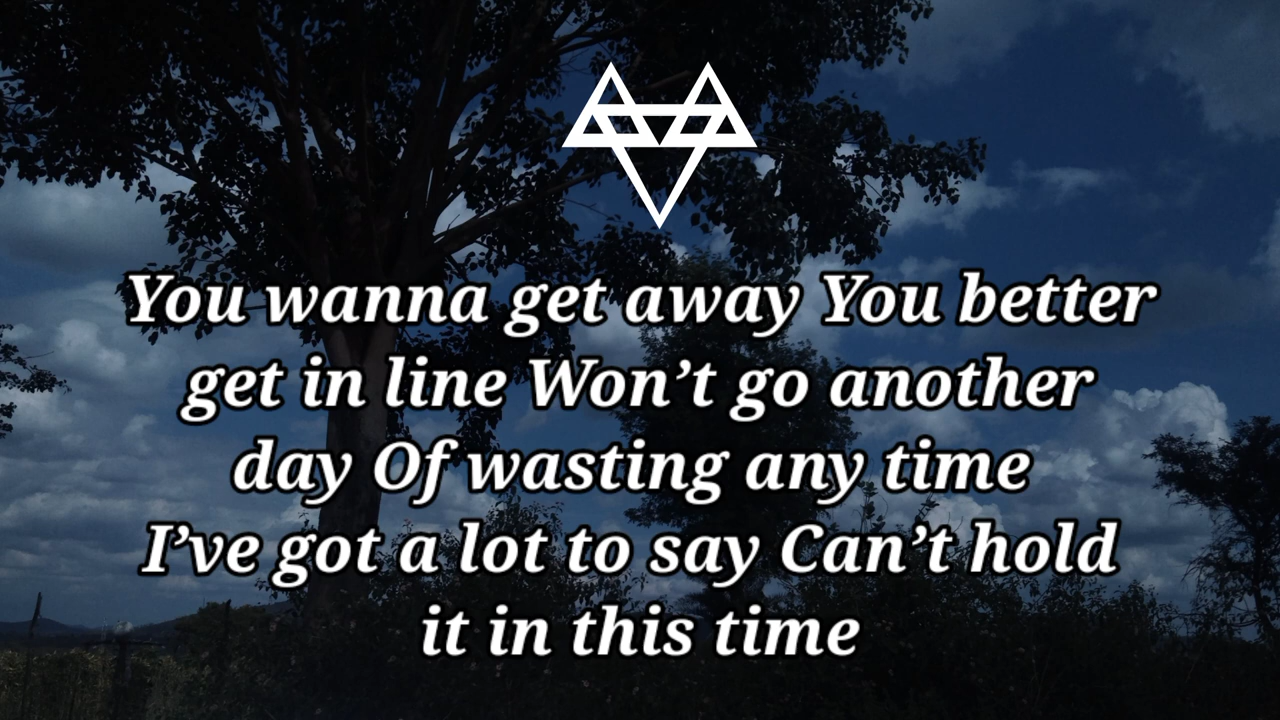 You wanna get away You better
get in line Won’t go another
day Of wasting any time
I’ve got a lot to say Can’t hold
it in this time